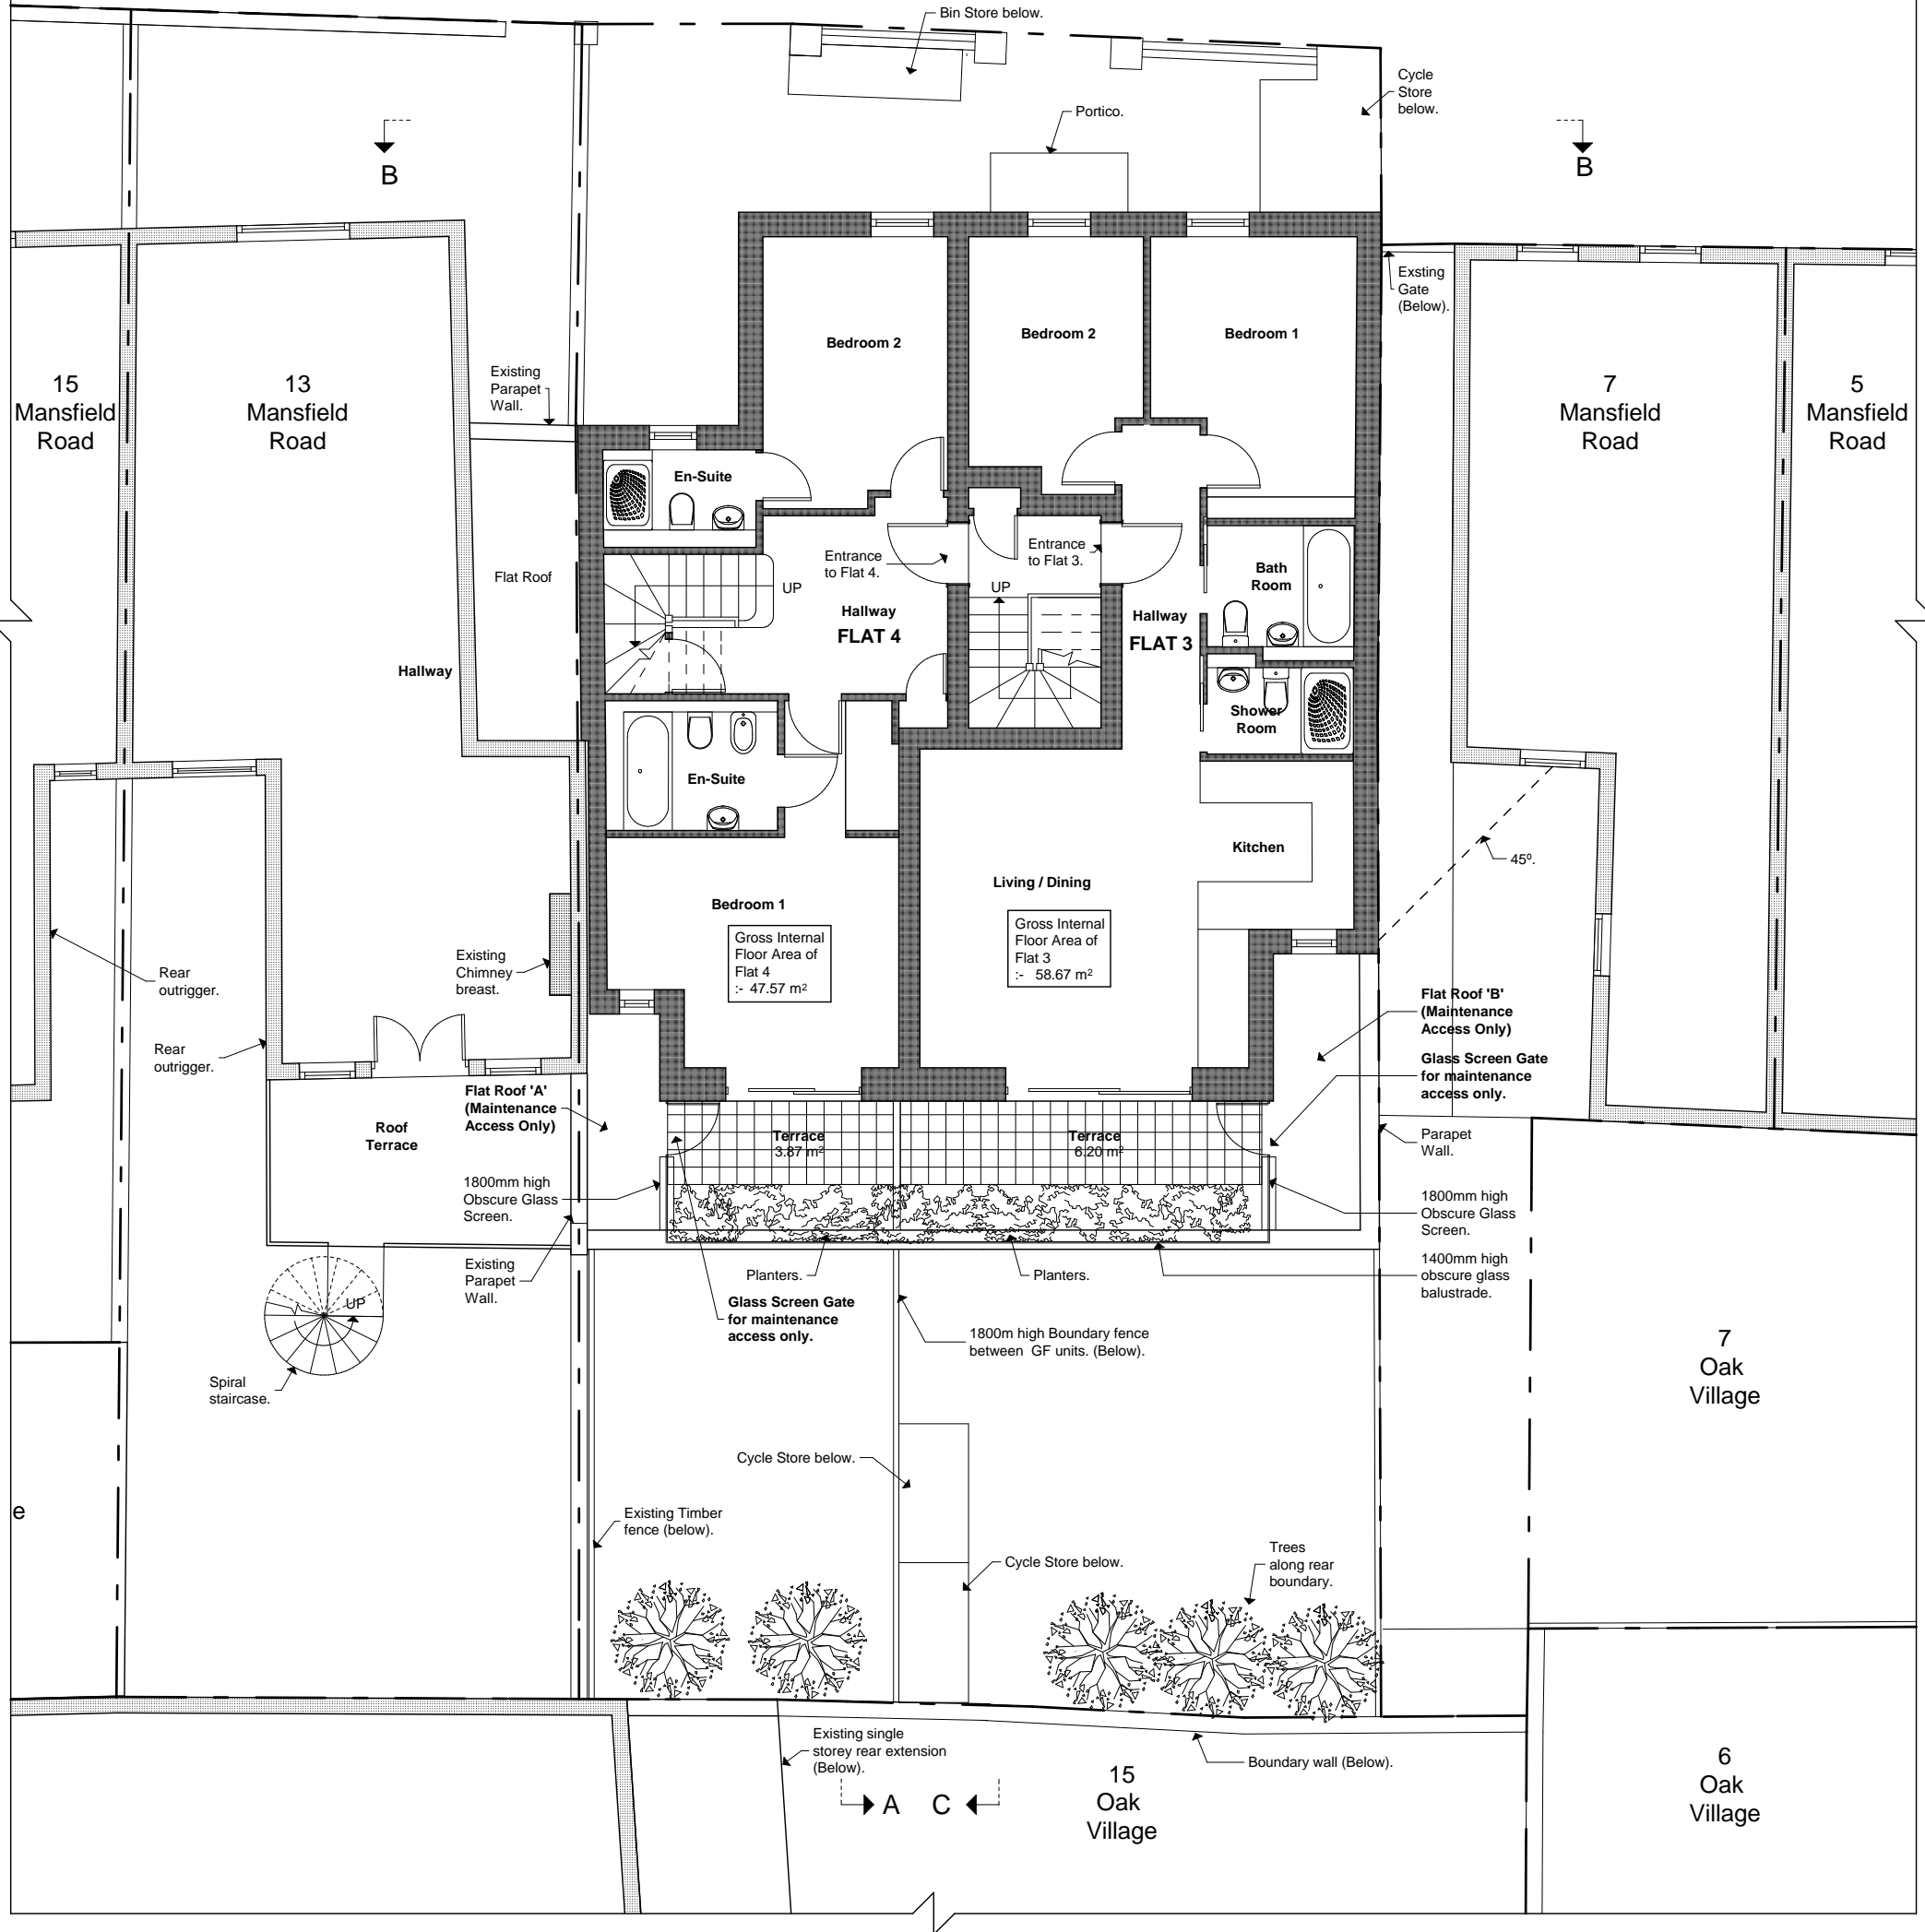 Bin Store below.
Cycle
Store
below.
Portico.
B
B
Exsting
Gate
(Below).
Bedroom 2
Bedroom 2
Bedroom 1
15
Mansfield
Road
13
Mansfield
Road
Existing
Parapet
Wall.
7
Mansfield
Road
5
Mansfield
Road
En-Suite
Flat Roof
UP
Entrance
to Flat 4.
Entrance
to Flat 3.
UP
Bath
Room
Hallway
FLAT 4
Hallway
FLAT 3
Hallway
Shower
Room
En-Suite
Kitchen
45º.
Living / Dining
Bedroom 1
Gross Internal
Floor Area of
Flat 4
:- 47.57 m²
Gross Internal
Floor Area of
Flat 3
:- 58.67 m²
Rear
outrigger.
Existing
Chimney
breast.
Rear
outrigger.
Flat Roof 'B'
(Maintenance
Access Only)
Glass Screen Gate
for maintenance
access only.
Flat Roof 'A'
(Maintenance
Access Only)
Roof
Terrace
Terrace
3.87 m²
Terrace
6.20 m²
Parapet
Wall.
1800mm high
Obscure Glass
Screen.
1800mm high
Obscure Glass
Screen.
Existing
Parapet
Wall.
Planters.
Planters.
1400mm high
obscure glass
balustrade.
UP
Glass Screen Gate
for maintenance
access only.
1800m high Boundary fence
between GF units. (Below).
Spiral
staircase.
7
Oak
Village
Cycle Store below.
e
Existing Timber
fence (below).
Cycle Store below.
Trees
along rear
boundary.
Existing single
storey rear extension
(Below).
Boundary wall (Below).
A
C
15
Oak
Village
6
Oak
Village